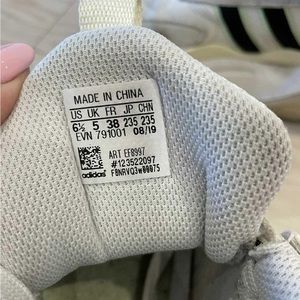 MADE IN CHINA
US UK FR JP CHN
6½ 5 38 235 235
EVN 791001 08/19
ART EF8997
#123522097
adidas